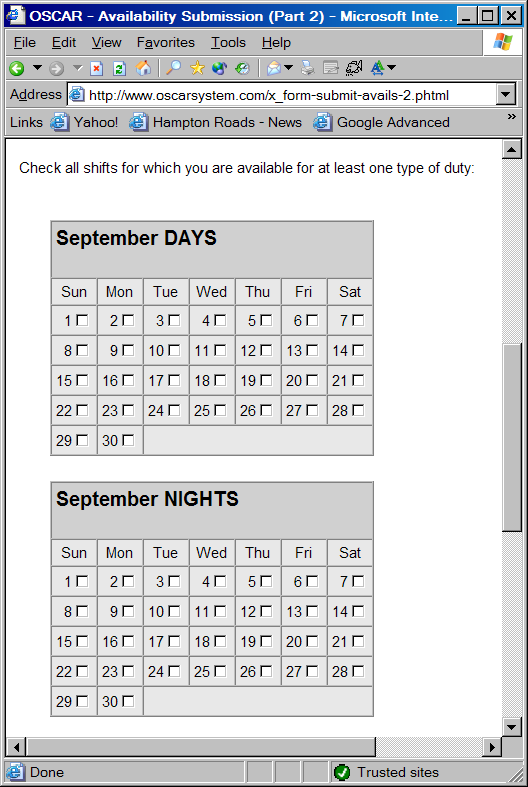 OSCAR - Availability Submission (Part 2) - Microsoft Inte...
File Edit View Favorites Tools Help
Address http://www.oscarsystem.com/x_form-submit-avails-2.phtml
Links Yahoo! Hampton Roads - News Google Advanced »
Check all shifts for which you are available for at least one type of duty:
September DAYS
Sun Mon Tue Wed Thu Fri Sat
1 2 3 4 5 6 7
8 9 10 11 12 13 14
15 16 17 18 19 20 21
22 23 24 25 26 27 28
29 30
September NIGHTS
Sun Mon Tue Wed Thu Fri Sat
1 2 3 4 5 6 7
8 9 10 11 12 13 14
15 16 17 18 19 20 21
22 23 24 25 26 27 28
29 30
Done Trusted sites